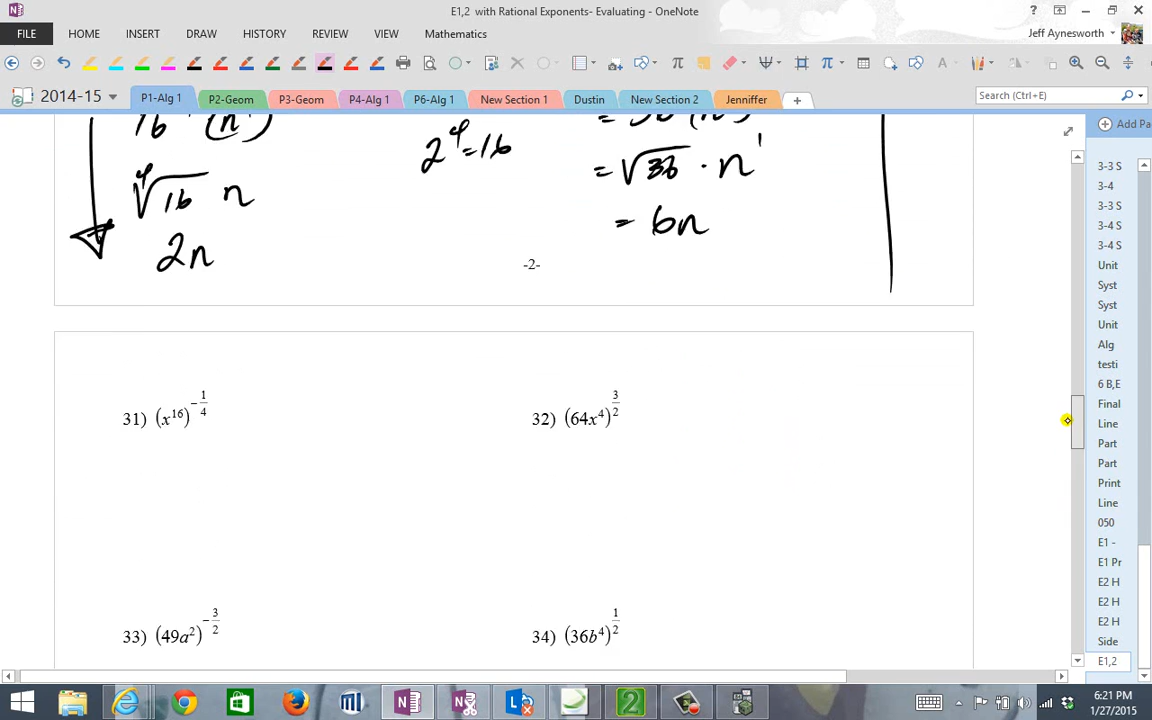 E1,2 with Rational Exponents- Evaluating - OneNote
FILE HOME INSERT DRAW HISTORY REVIEW VIEW Mathematics
Jeff Aynesworth
2014-15 P1-Alg 1 P2-Geom P3-Geom P4-Alg 1 P6-Alg 1 New Section 1 Dustin New Section 2 Jenniffer +
Search (Ctrl+E)
Add Pa
2⁴=16
= √36 · n¹
⁴√16 n
= 6n
2n
-2-
31) (x¹⁶)^(-1/4)
32) (64x⁴)^(3/2)
33) (49a²)^(-3/2)
34) (36b⁴)^(1/2)
3-3 S
3-4
3-3 S
3-4 S
3-4 S
Unit
Syst
Syst
Unit
Alg
testi
6 B,E
Final
Line
Part
Part
Print
Line
050
E1 -
E1 Pr
E2 H
E2 H
E2 H
Side
E1,2
6:21 PM
1/27/2015